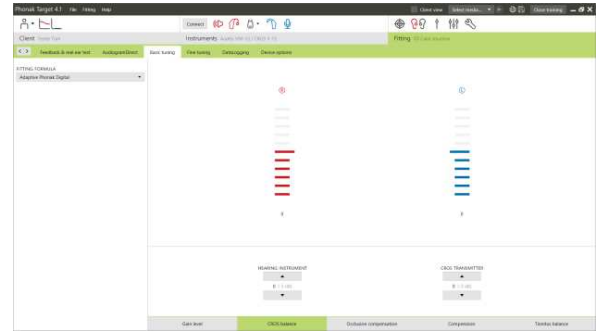 Phonak Target 4.1 File Fitting Help Client view Close training
Connect
Client Instruments Fitting
Feedback & real ear test AudiogramDirect Basic tuning Fine tuning DataLogging Device options
FITTING FORMULA
Adaptive Phonak Digital
R L
0 0
HEARING INSTRUMENT CROS TRANSMITTER
Gain level CROS balance Occlusion compensation Compression Tinnitus balance